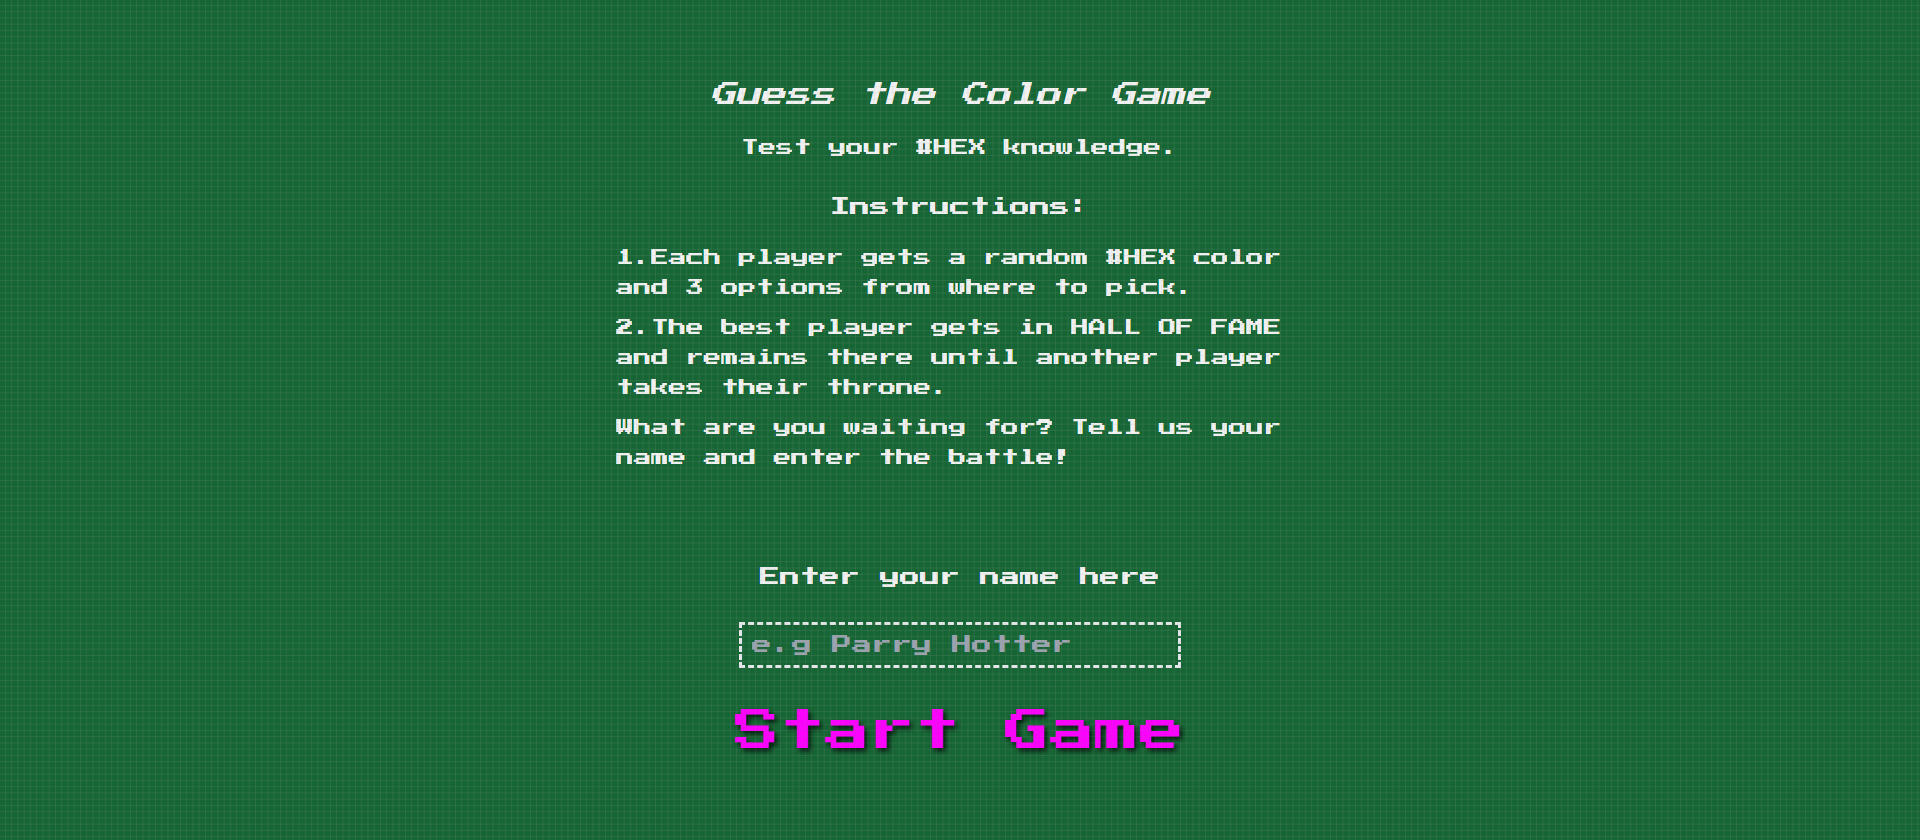 Guess the Color Game
Test your #HEX knowledge.
Instructions:
1.Each player gets a random #HEX color
and 3 options from where to pick.
2.The best player gets in HALL OF FAME
and remains there until another player
takes their throne.
What are you waiting for? Tell us your
name and enter the battle!
Enter your name here
e.g Parry Hotter
Start Game